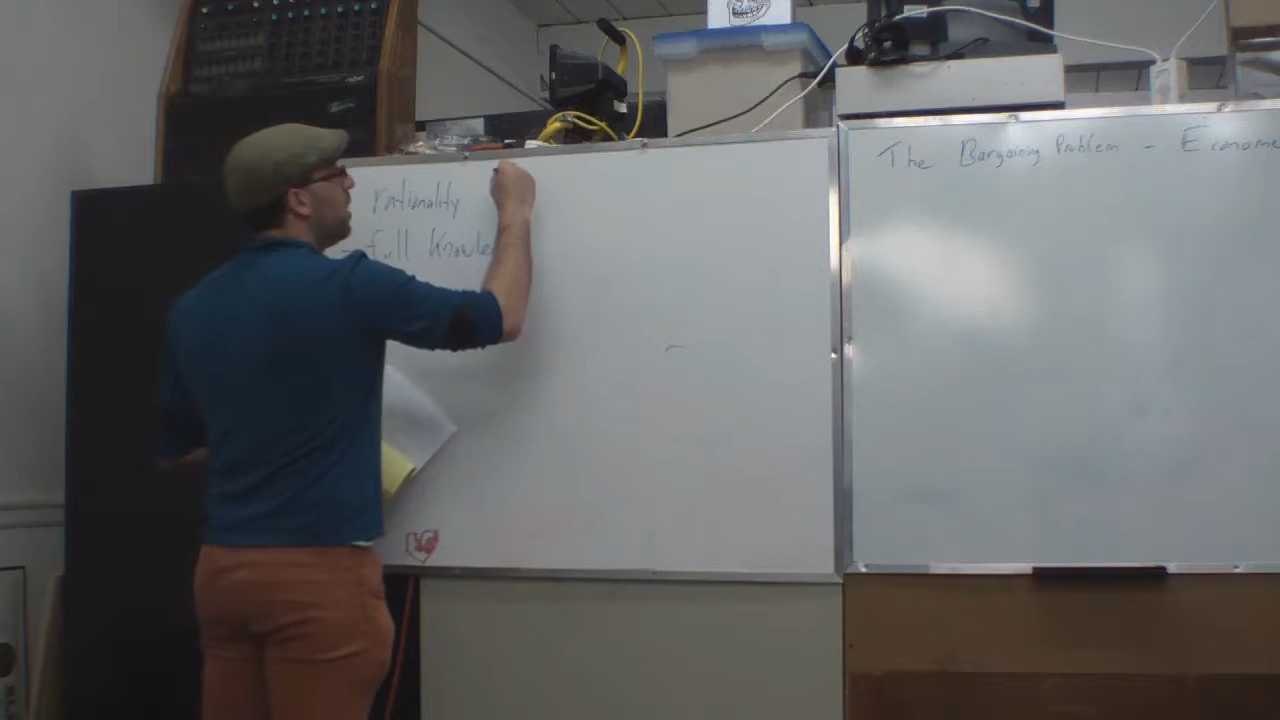 rationality
- full Knowle
The Bargaining Problem - Econome